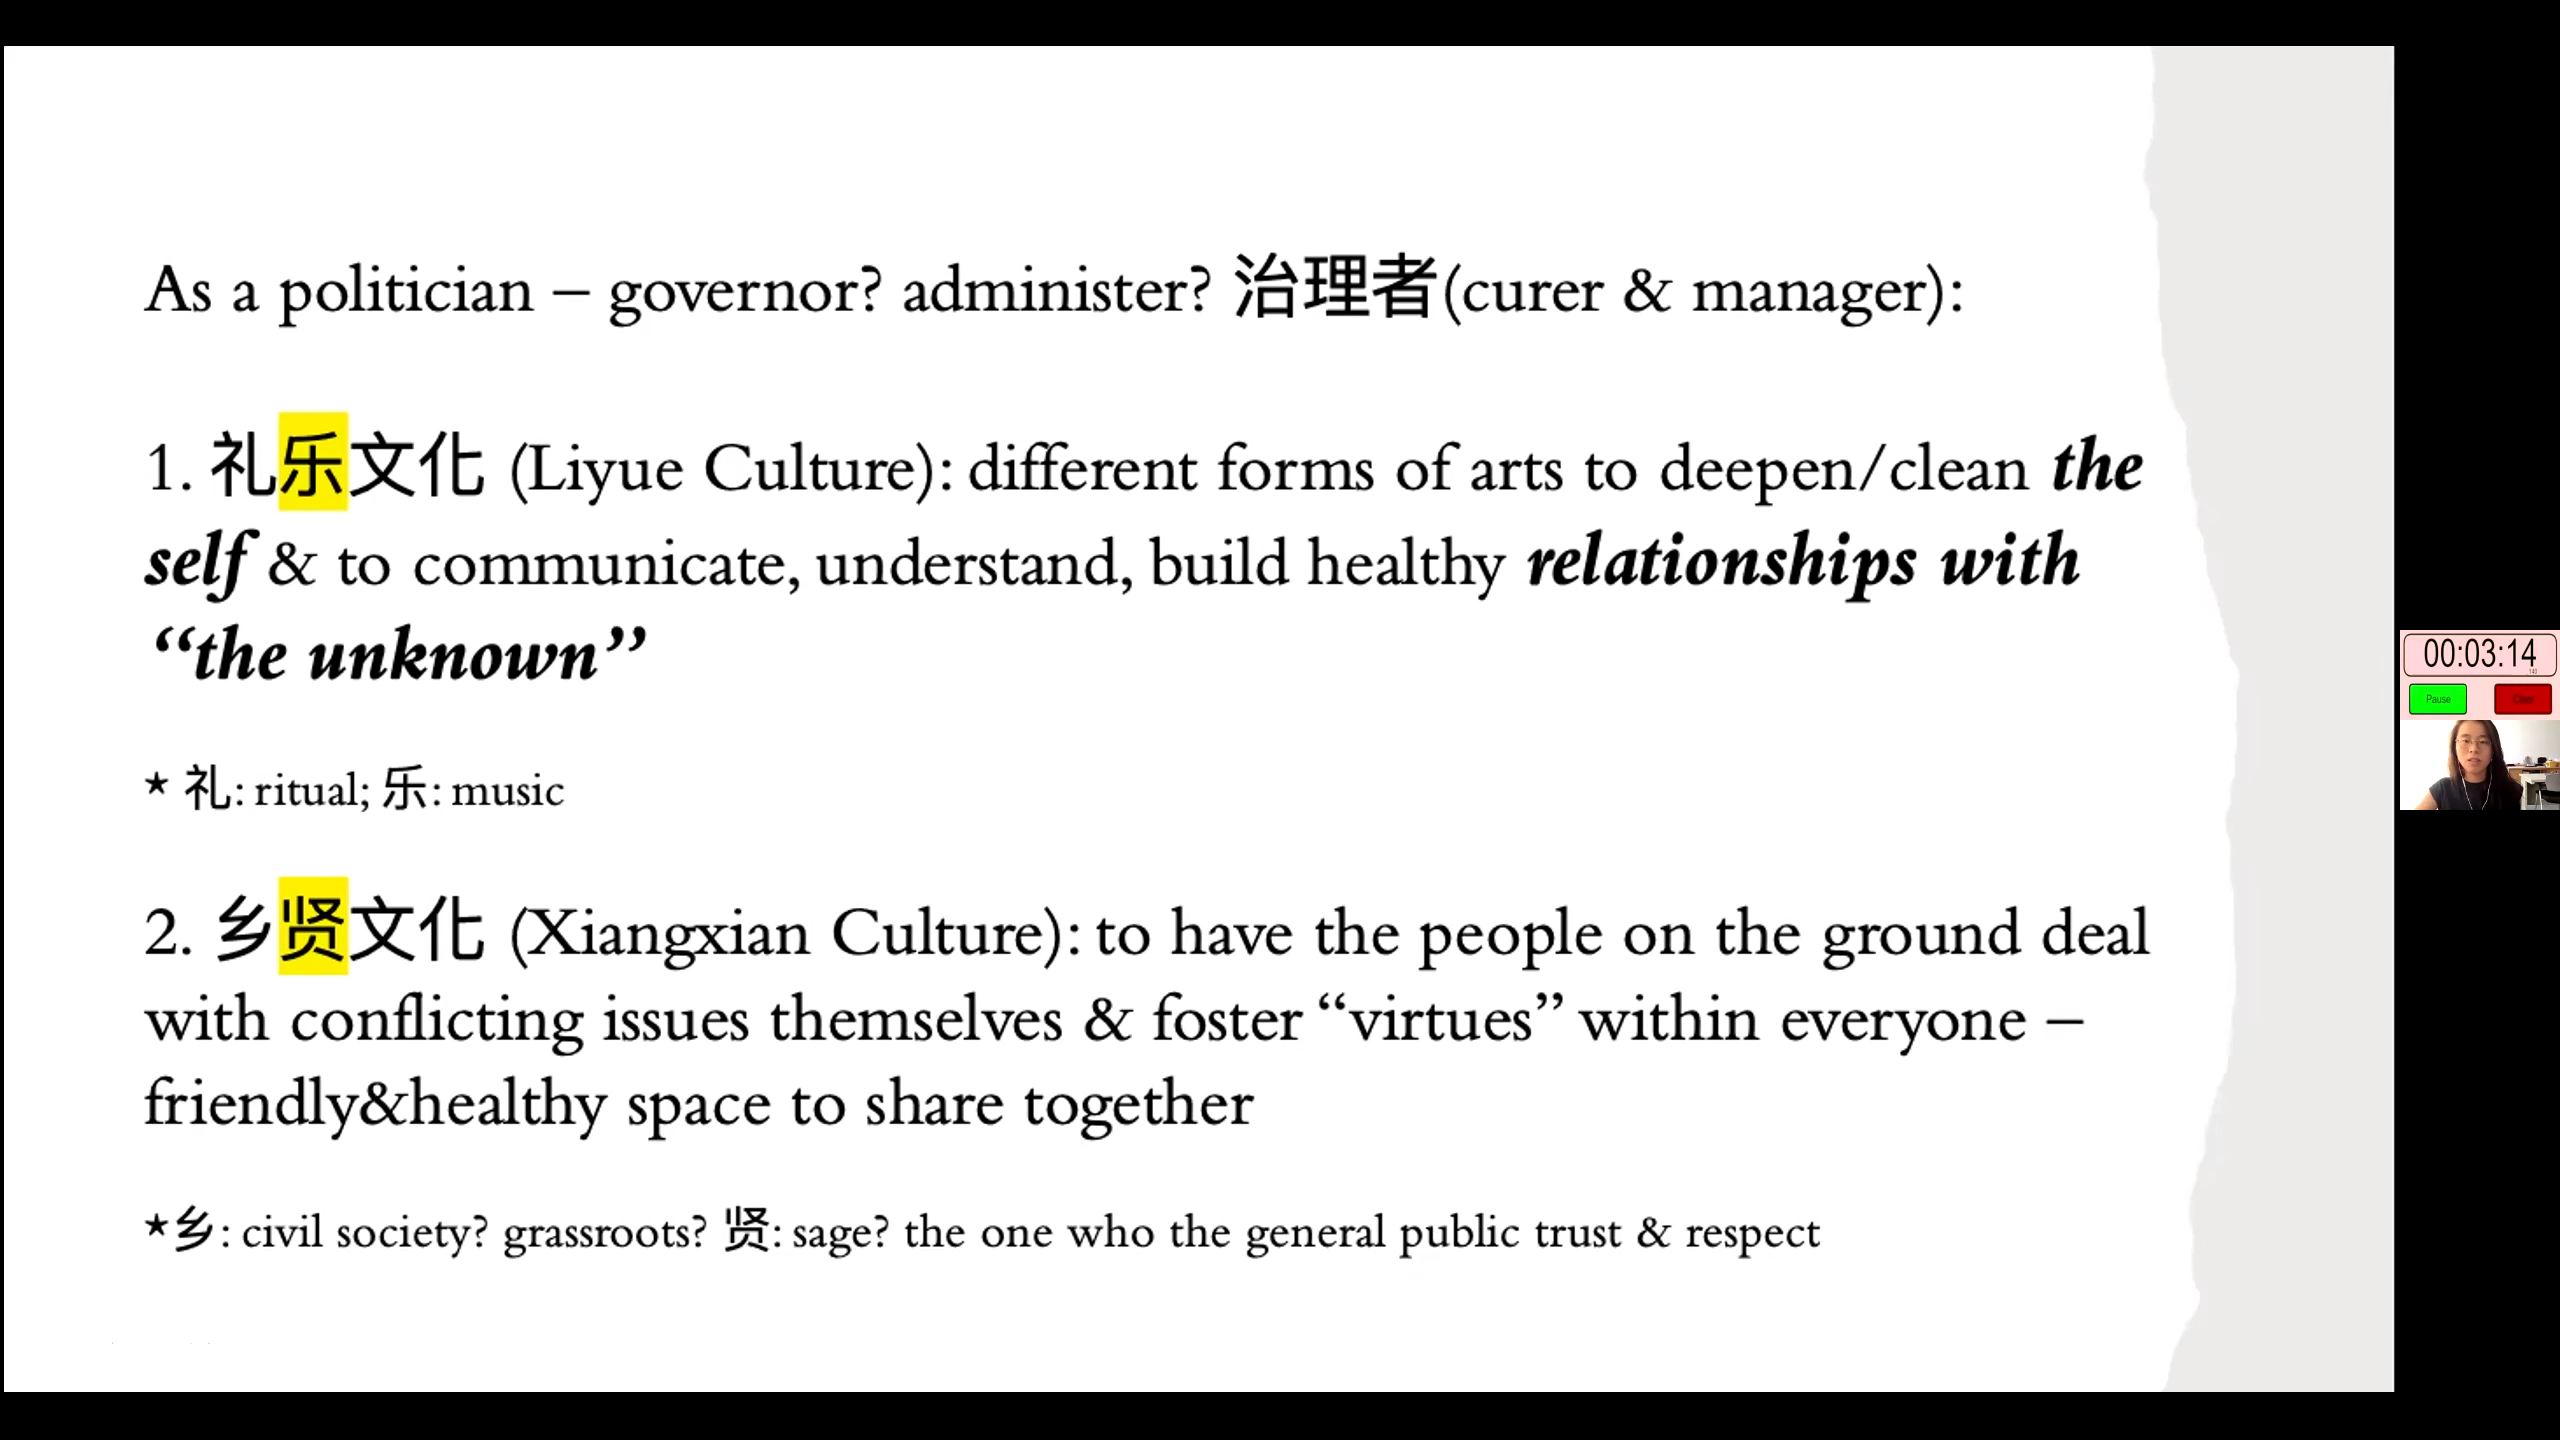 As a politician – governor? administer? 治理者(curer & manager):
1. 礼乐文化 (Liyue Culture): different forms of arts to deepen/clean the
self & to communicate, understand, build healthy relationships with
“the unknown”
* 礼: ritual; 乐: music
2. 乡贤文化 (Xiangxian Culture): to have the people on the ground deal
with conflicting issues themselves & foster “virtues” within everyone –
friendly&healthy space to share together
*乡: civil society? grassroots? 贤: sage? the one who the general public trust & respect
00:03:14
Pause